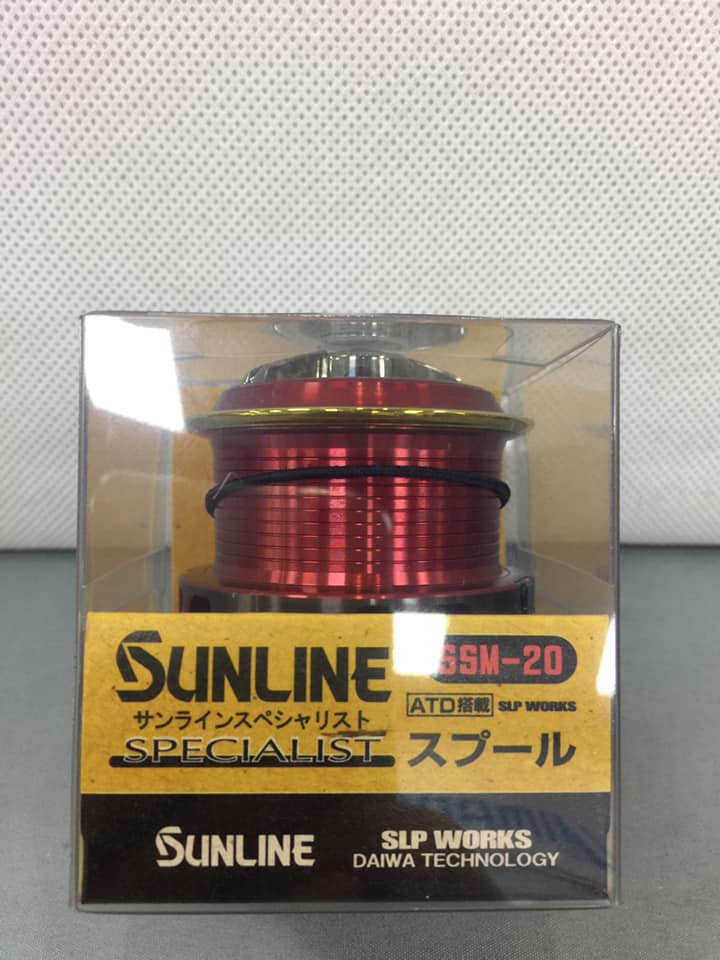 SUNLINE
SSM-20
サンラインスペシャリスト
ATD搭載 SLP WORKS
SPECIALIST スプール
SUNLINE
SLP WORKS
DAIWA TECHNOLOGY